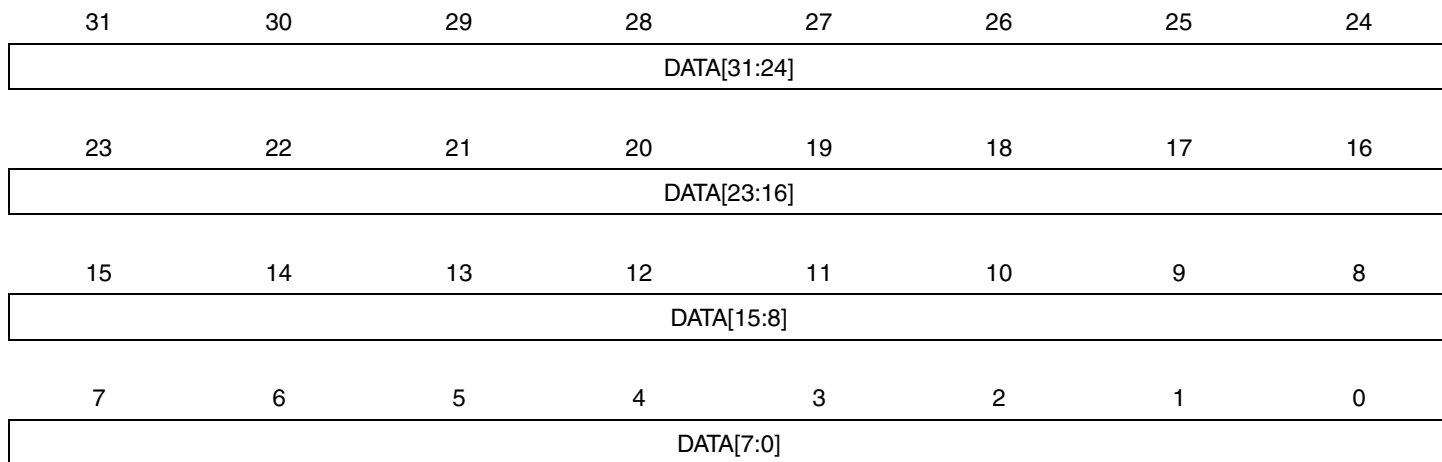 31 30 29 28 27 26 25 24
DATA[31:24]
23 22 21 20 19 18 17 16
DATA[23:16]
15 14 13 12 11 10 9 8
DATA[15:8]
7 6 5 4 3 2 1 0
DATA[7:0]